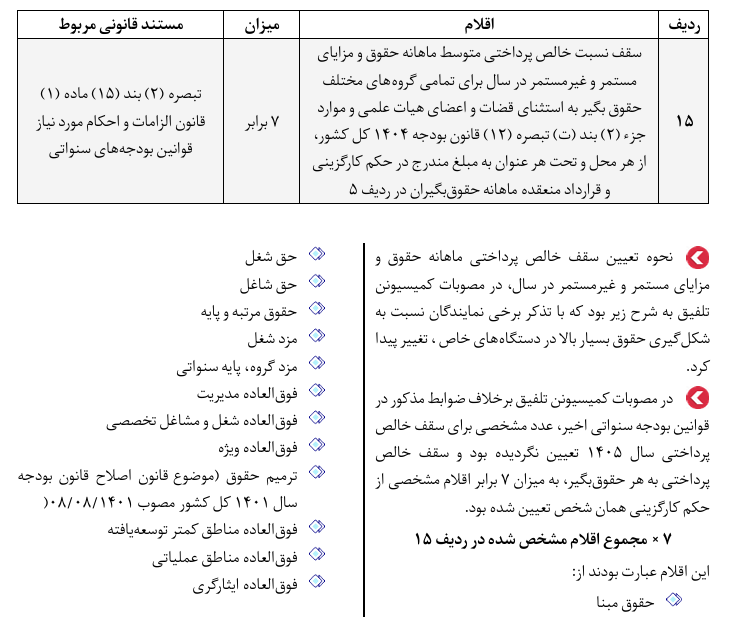 ردیف	اقلام	میزان	مستند قانونی مربوط
۱۵
سقف نسبت خالص پرداختی متوسط ماهانه حقوق و مزایای
مستمر و غیرمستمر در سال برای تمامی گروه‌های مختلف
حقوق بگیر به استثنای قضات و اعضای هیات علمی و موارد
جزء (۲) بند (ت) تبصره (۱۲) قانون بودجه ۱۴۰۴ کل کشور،
از هر محل و تحت هر عنوان به مبلغ مندرج در حکم کارگزینی
و قرارداد منعقده ماهانه حقوق‌بگیران در ردیف ۵
۷ برابر
تبصره (۲) بند (۱۵) ماده (۱)
قانون الزامات و احکام مورد نیاز
قوانین بودجه‌های سنواتی
نحوه تعیین سقف خالص پرداختی ماهانه حقوق و
مزایای مستمر و غیرمستمر در سال، در مصوبات کمیسیونن
تلفیق به شرح زیر بود که با تذکر برخی نمایندگان نسبت به
شکل‌گیری حقوق بسیار بالا در دستگاه‌های خاص ، تغییر پیدا
کرد.
در مصوبات کمیسیونن تلفیق برخلاف ضوابط مذکور در
قوانین بودجه سنواتی اخیر، عدد مشخصی برای سقف خالص
پرداختی سال ۱۴۰۵ تعیین نگردیده بود و سقف خالص
پرداختی به هر حقوق‌بگیر، به میزان ۷ برابر اقلام مشخصی از
حکم کارگزینی همان شخص تعیین شده بود.
۷ × مجموع اقلام مشخص شده در ردیف ۱۵
این اقلام عبارت بودند از:
حقوق مبنا
حق شغل
حق شاغل
حقوق مرتبه و پایه
مزد شغل
مزد گروه، پایه سنواتی
فوق‌العاده مدیریت
فوق‌العاده شغل و مشاغل تخصصی
فوق‌العاده ویژه
ترمیم حقوق (موضوع قانون اصلاح قانون بودجه
سال ۱۴۰۱ کل کشور مصوب ۰۸/۰۸/۱۴۰۱(
فوق‌العاده مناطق کمتر توسعه‌یافته
فوق‌العاده مناطق عملیاتی
فوق‌العاده ایثارگری